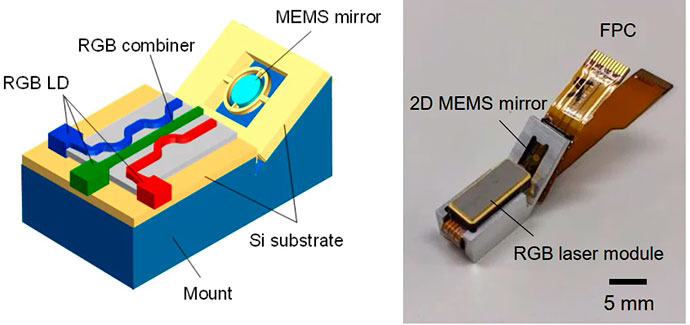 MEMS mirror
RGB combiner
RGB LD
Si substrate
Mount
FPC
2D MEMS mirror
RGB laser module
5 mm